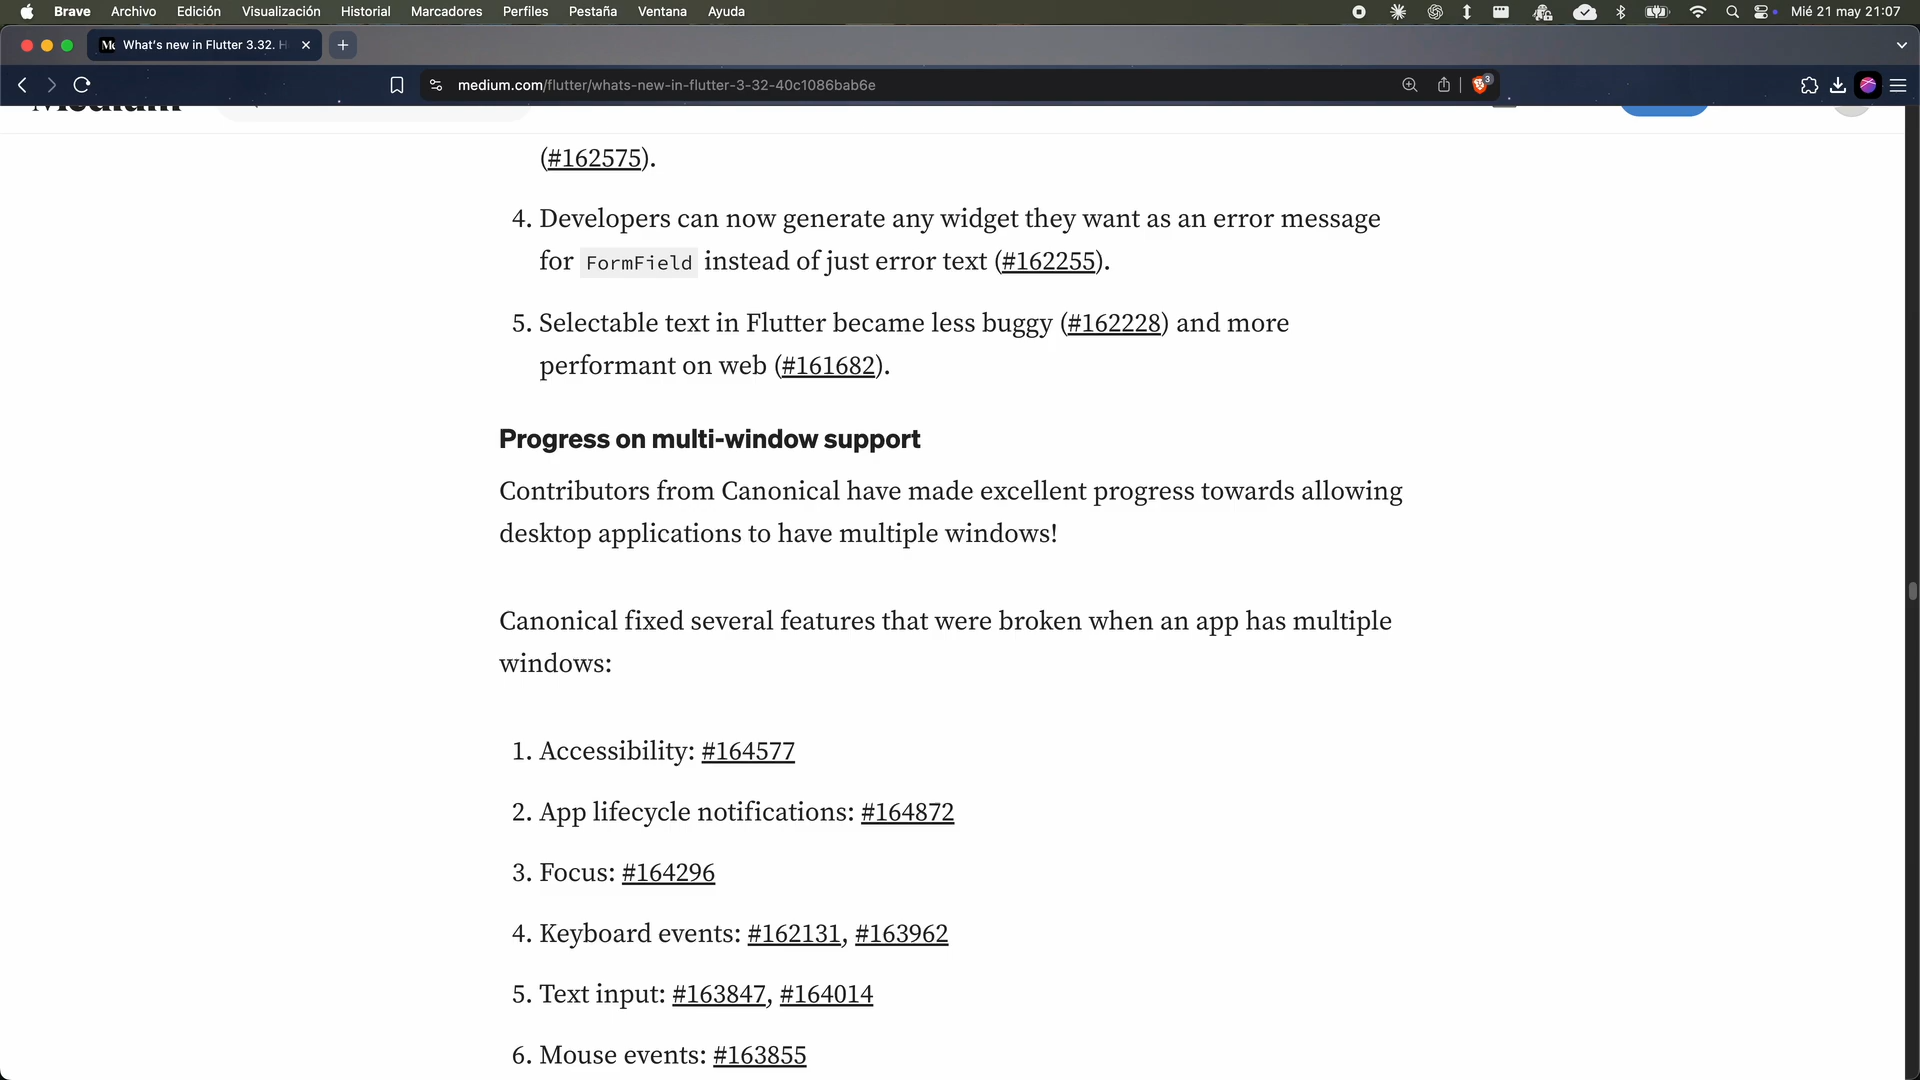 Brave Archivo Edición Visualización Historial Marcadores Perfiles Pestaña Ventana Ayuda Mié 21 may 21:07
What's new in Flutter 3.32. H
medium.com/flutter/whats-new-in-flutter-3-32-40c1086bab6e 3
Medium
(#162575).
4. Developers can now generate any widget they want as an error message
for FormField instead of just error text (#162255).
5. Selectable text in Flutter became less buggy (#162228) and more
performant on web (#161682).
Progress on multi-window support
Contributors from Canonical have made excellent progress towards allowing
desktop applications to have multiple windows!
Canonical fixed several features that were broken when an app has multiple
windows:
1. Accessibility: #164577
2. App lifecycle notifications: #164872
3. Focus: #164296
4. Keyboard events: #162131, #163962
5. Text input: #163847, #164014
6. Mouse events: #163855